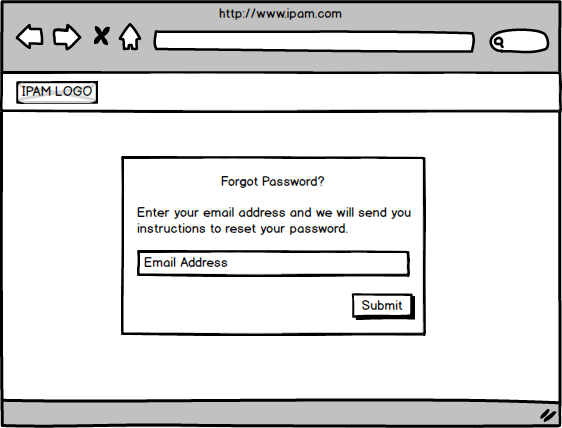 http://www.ipam.com
IPAM LOGO
Forgot Password?
Enter your email address and we will send you
instructions to reset your password.
Email Address
Submit